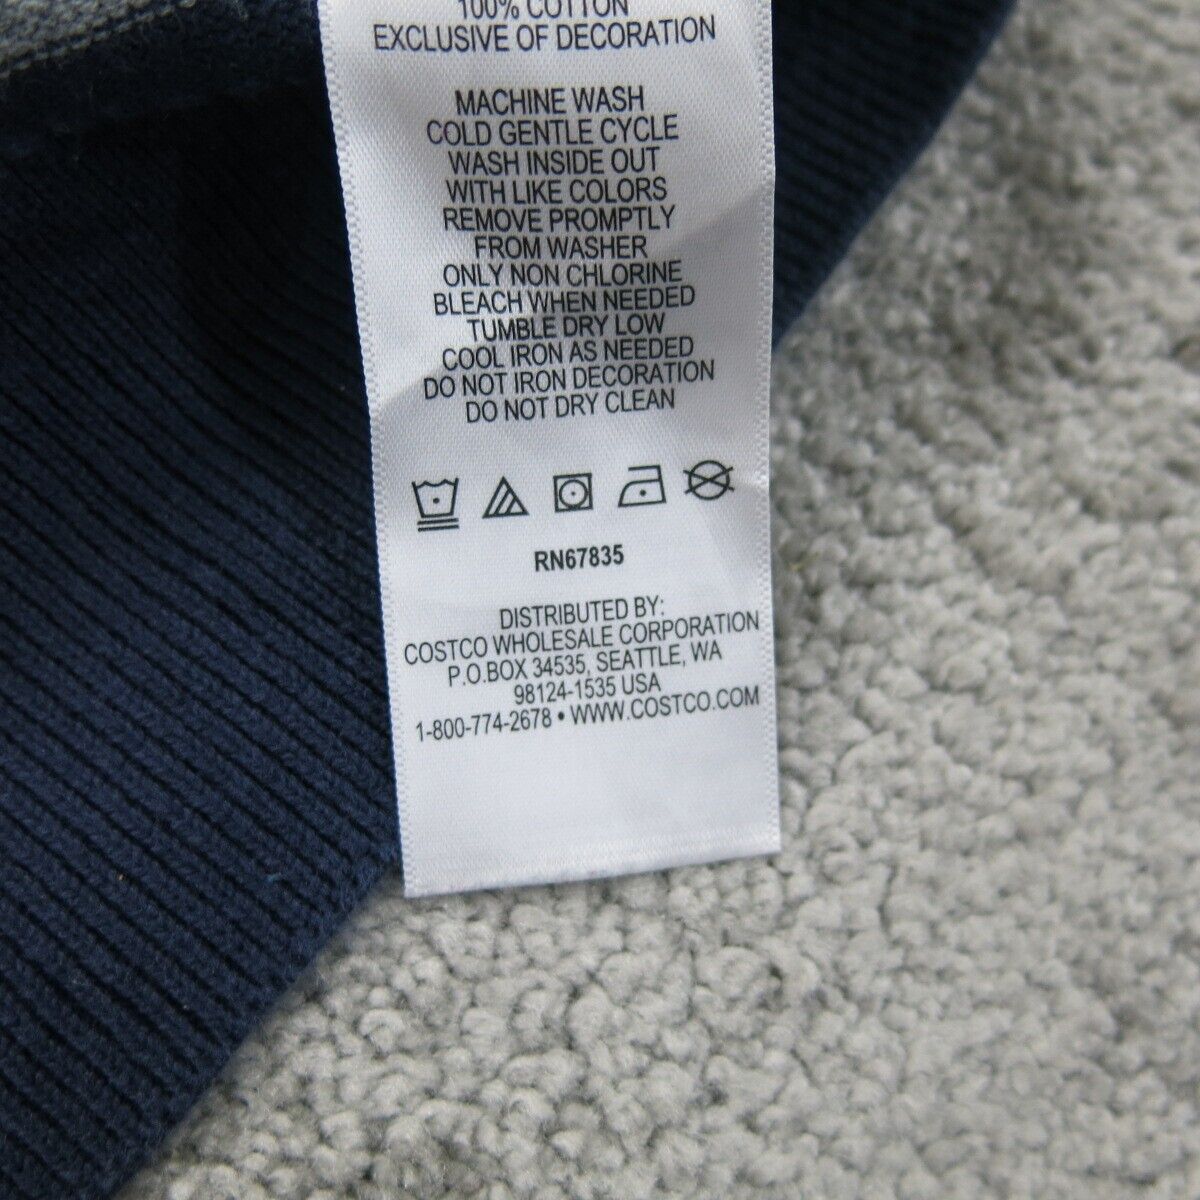 100% COTTON
EXCLUSIVE OF DECORATION
MACHINE WASH
COLD GENTLE CYCLE
WASH INSIDE OUT
WITH LIKE COLORS
REMOVE PROMPTLY
FROM WASHER
ONLY NON CHLORINE
BLEACH WHEN NEEDED
TUMBLE DRY LOW
COOL IRON AS NEEDED
DO NOT IRON DECORATION
DO NOT DRY CLEAN
RN67835
DISTRIBUTED BY:
COSTCO WHOLESALE CORPORATION
P.O.BOX 34535, SEATTLE, WA
98124-1535 USA
1-800-774-2678 • WWW.COSTCO.COM